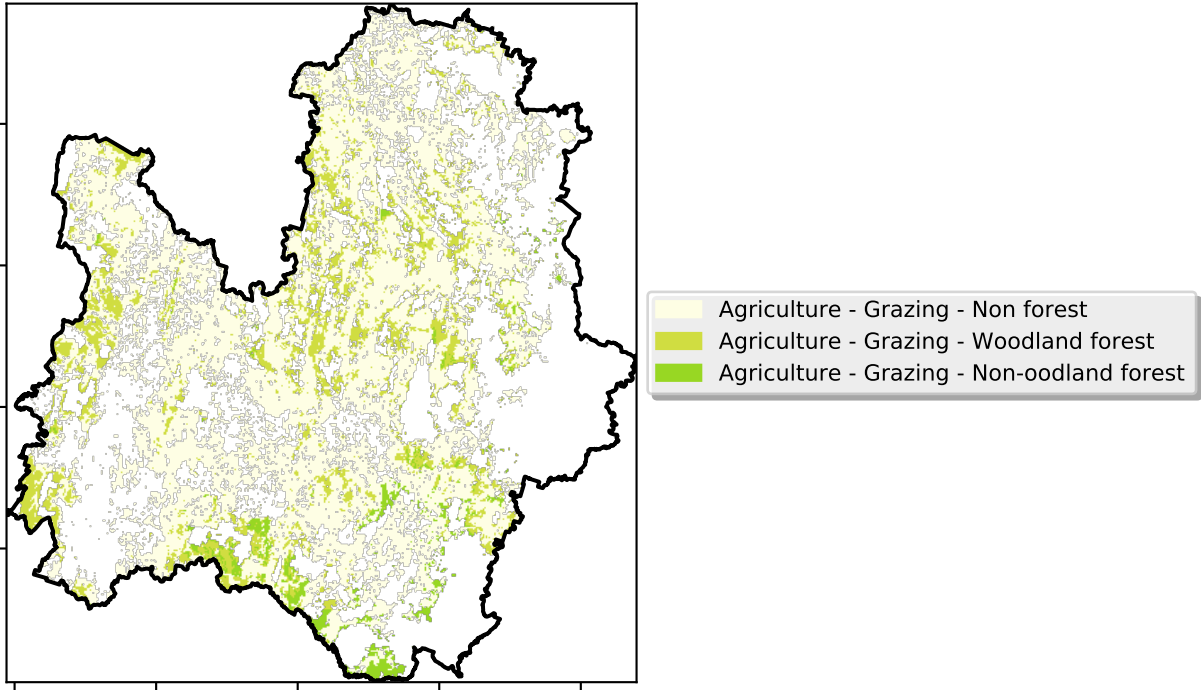 Agriculture - Grazing - Non forest
Agriculture - Grazing - Woodland forest
Agriculture - Grazing - Non-oodland forest